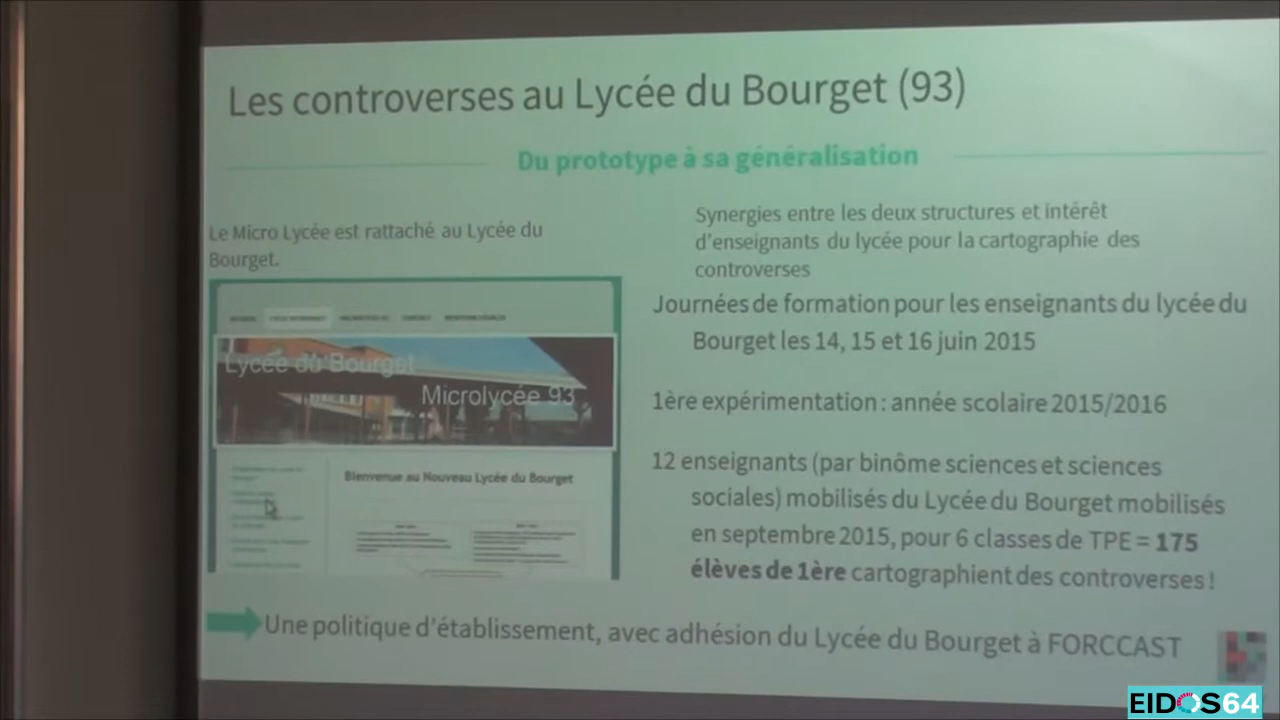 Les controverses au Lycée du Bourget (93)
Du prototype à sa généralisation
Le Micro Lycée est rattaché au Lycée du
Bourget.
Lycée du Bourget
Microlycée 93
Bienvenue au Nouveau Lycée du Bourget
Synergies entre les deux structures et intérêt
d'enseignants du lycée pour la cartographie des
controverses
Journées de formation pour les enseignants du lycée du
Bourget les 14, 15 et 16 juin 2015
1ère expérimentation : année scolaire 2015/2016
12 enseignants (par binôme sciences et sciences
sociales) mobilisés du Lycée du Bourget mobilisés
en septembre 2015, pour 6 classes de TPE = 175
élèves de 1ère cartographient des controverses !
Une politique d'établissement, avec adhésion du Lycée du Bourget à FORCCAST
EIDOS64